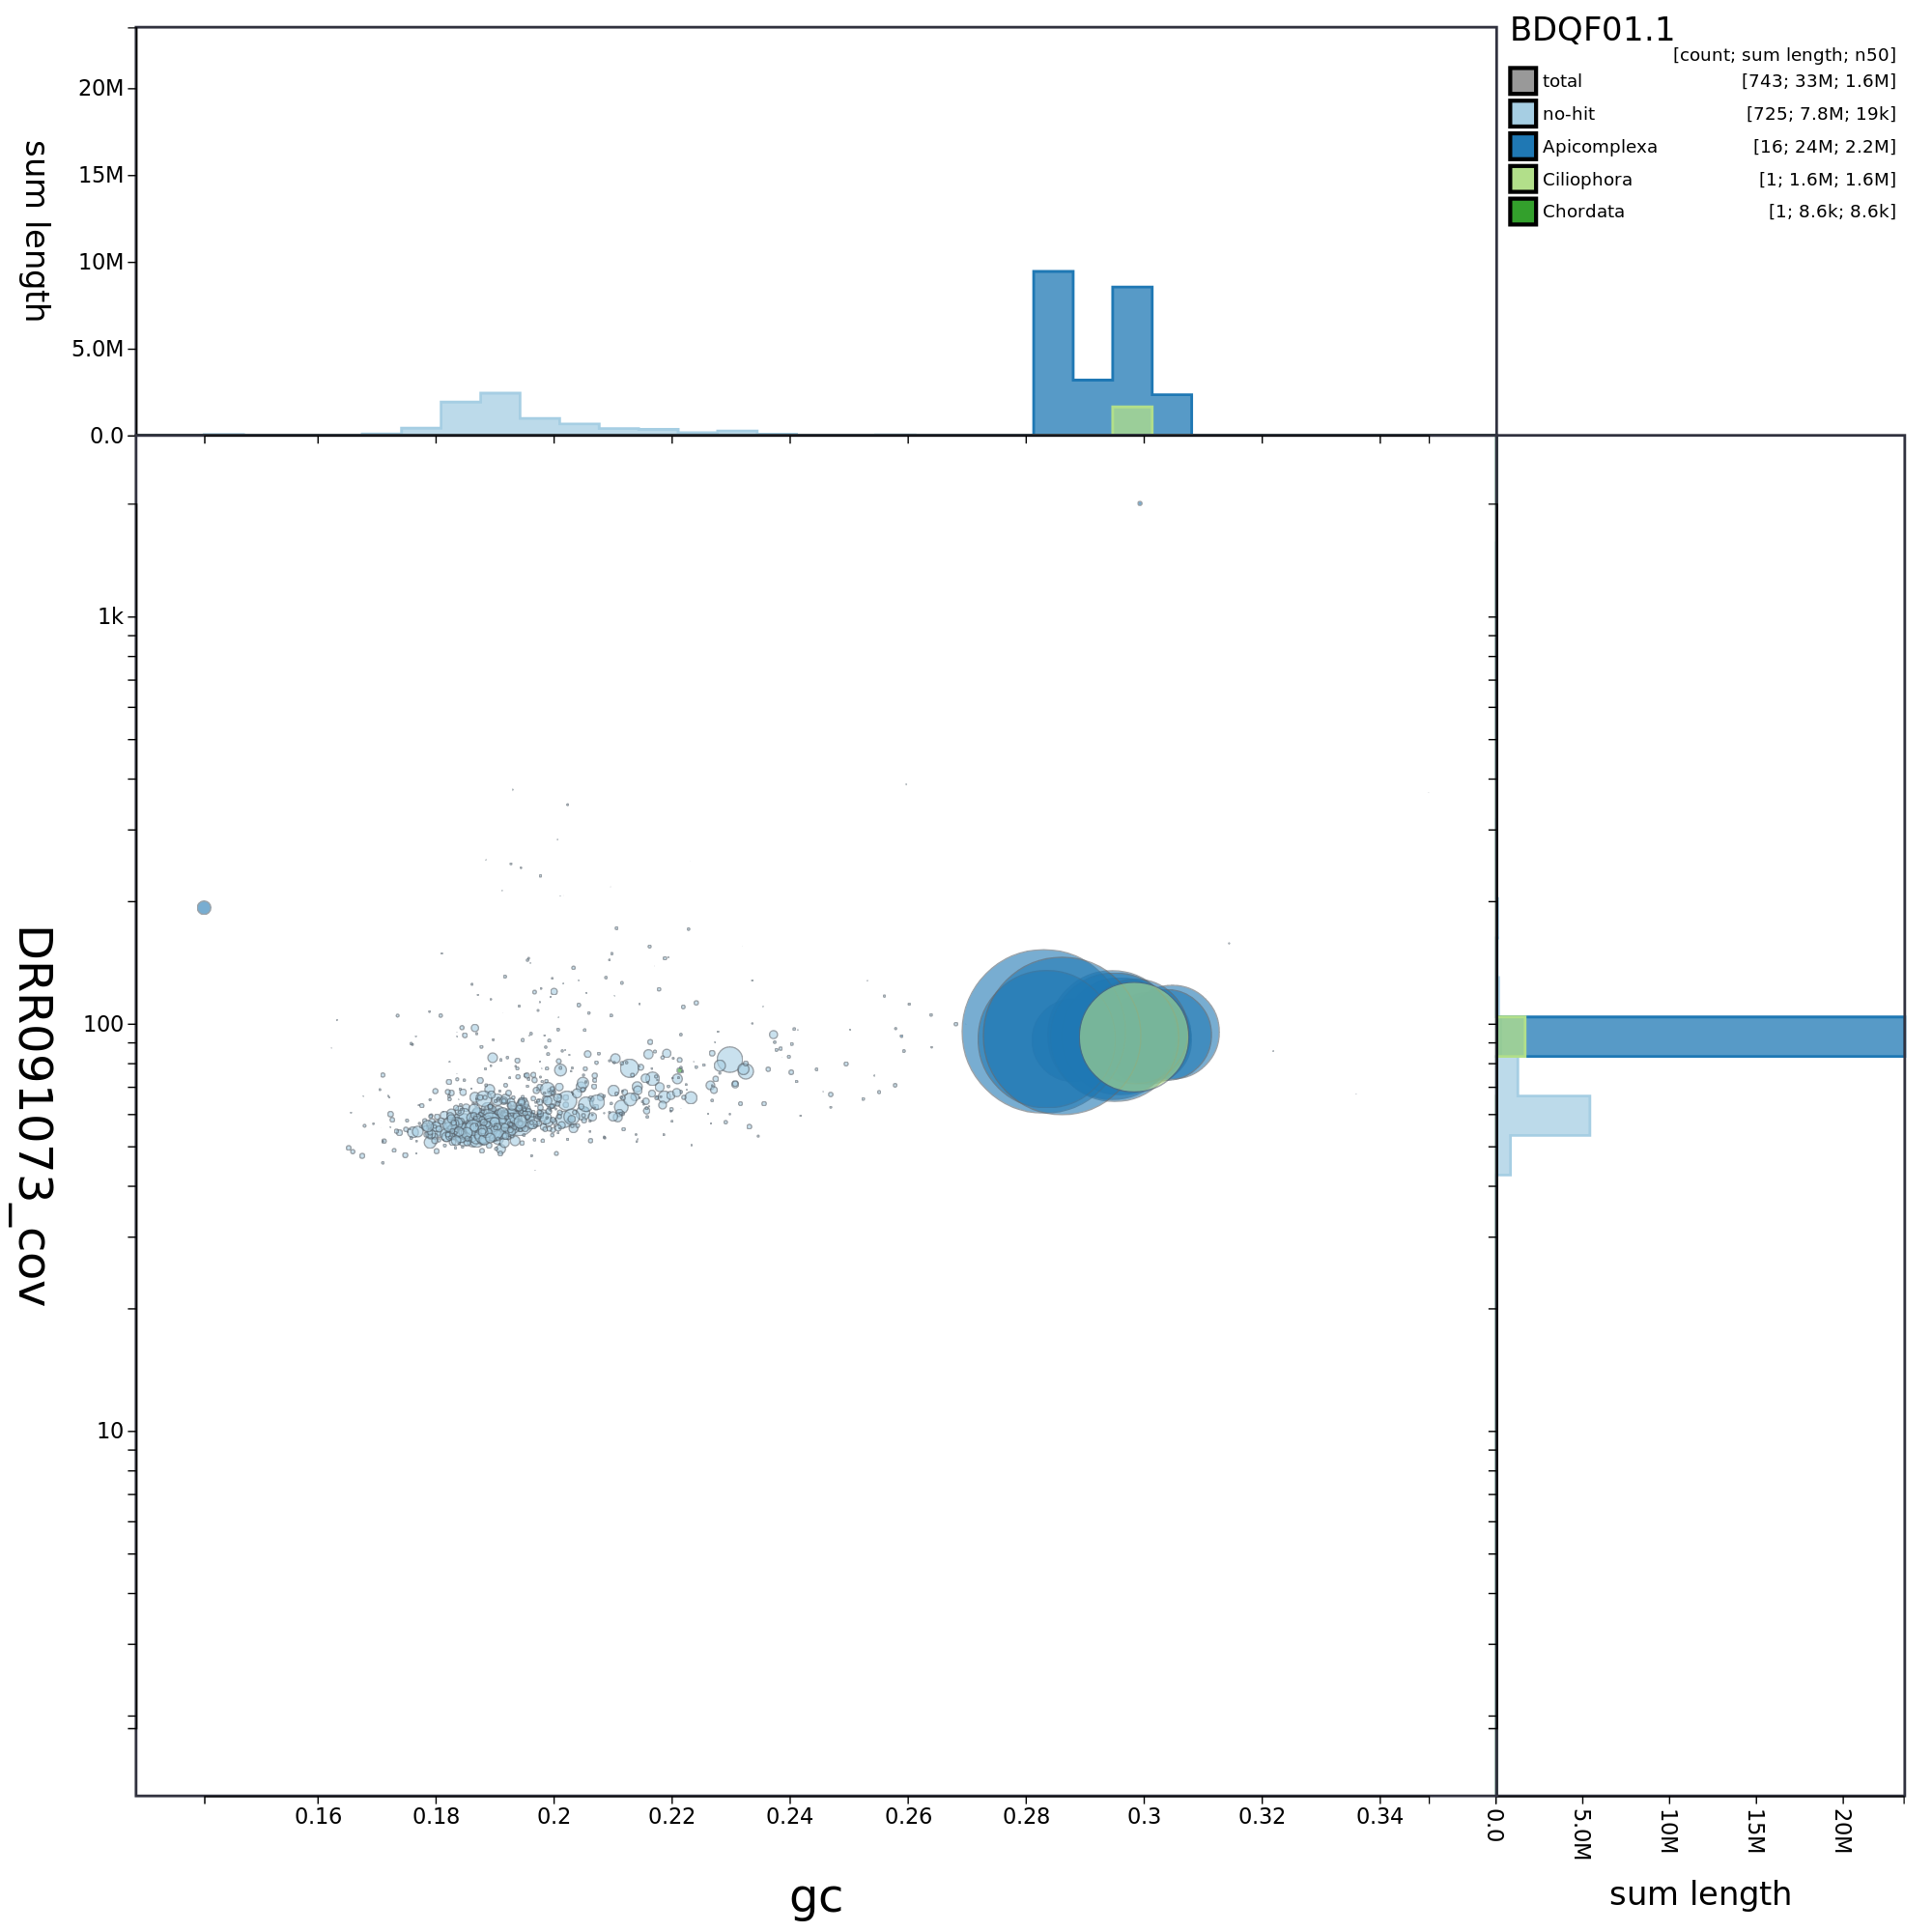 BDQF01.1
[count; sum length; n50]
total [743; 33M; 1.6M]
no-hit [725; 7.8M; 19k]
Apicomplexa [16; 24M; 2.2M]
Ciliophora [1; 1.6M; 1.6M]
Chordata [1; 8.6k; 8.6k]
sum length
20M
15M
10M
5.0M
0.0
DRR091073_cov
1k
100
10
0.16 0.18 0.2 0.22 0.24 0.26 0.28 0.3 0.32 0.34
gc
0.0 5.0M 10M 15M 20M
sum length